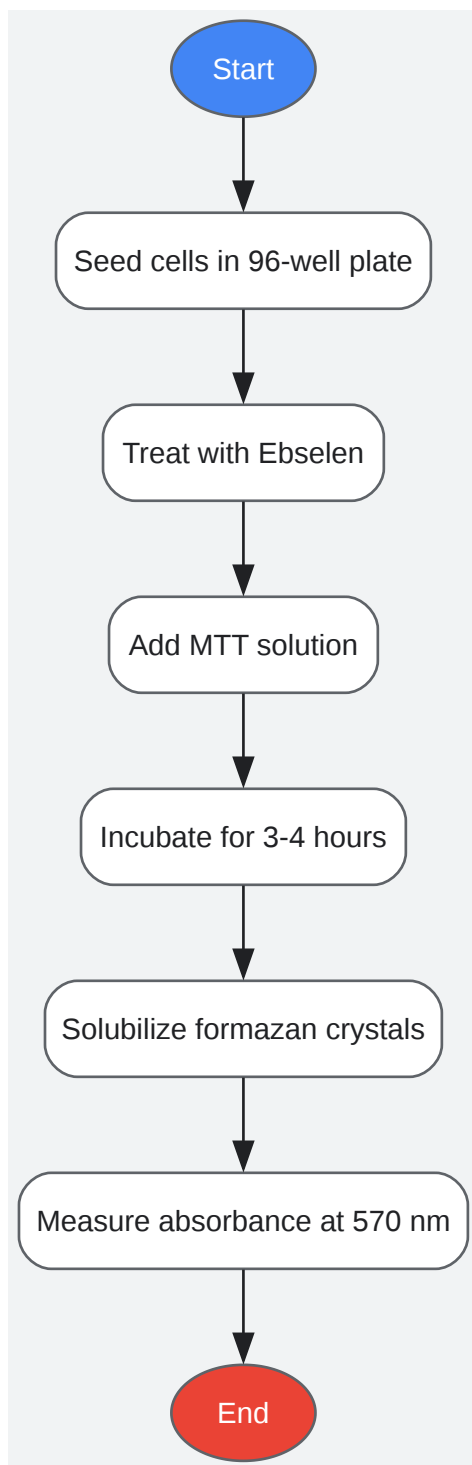 Start
Seed cells in 96-well plate
Treat with Ebselen
Add MTT solution
Incubate for 3-4 hours
Solubilize formazan crystals
Measure absorbance at 570 nm
End